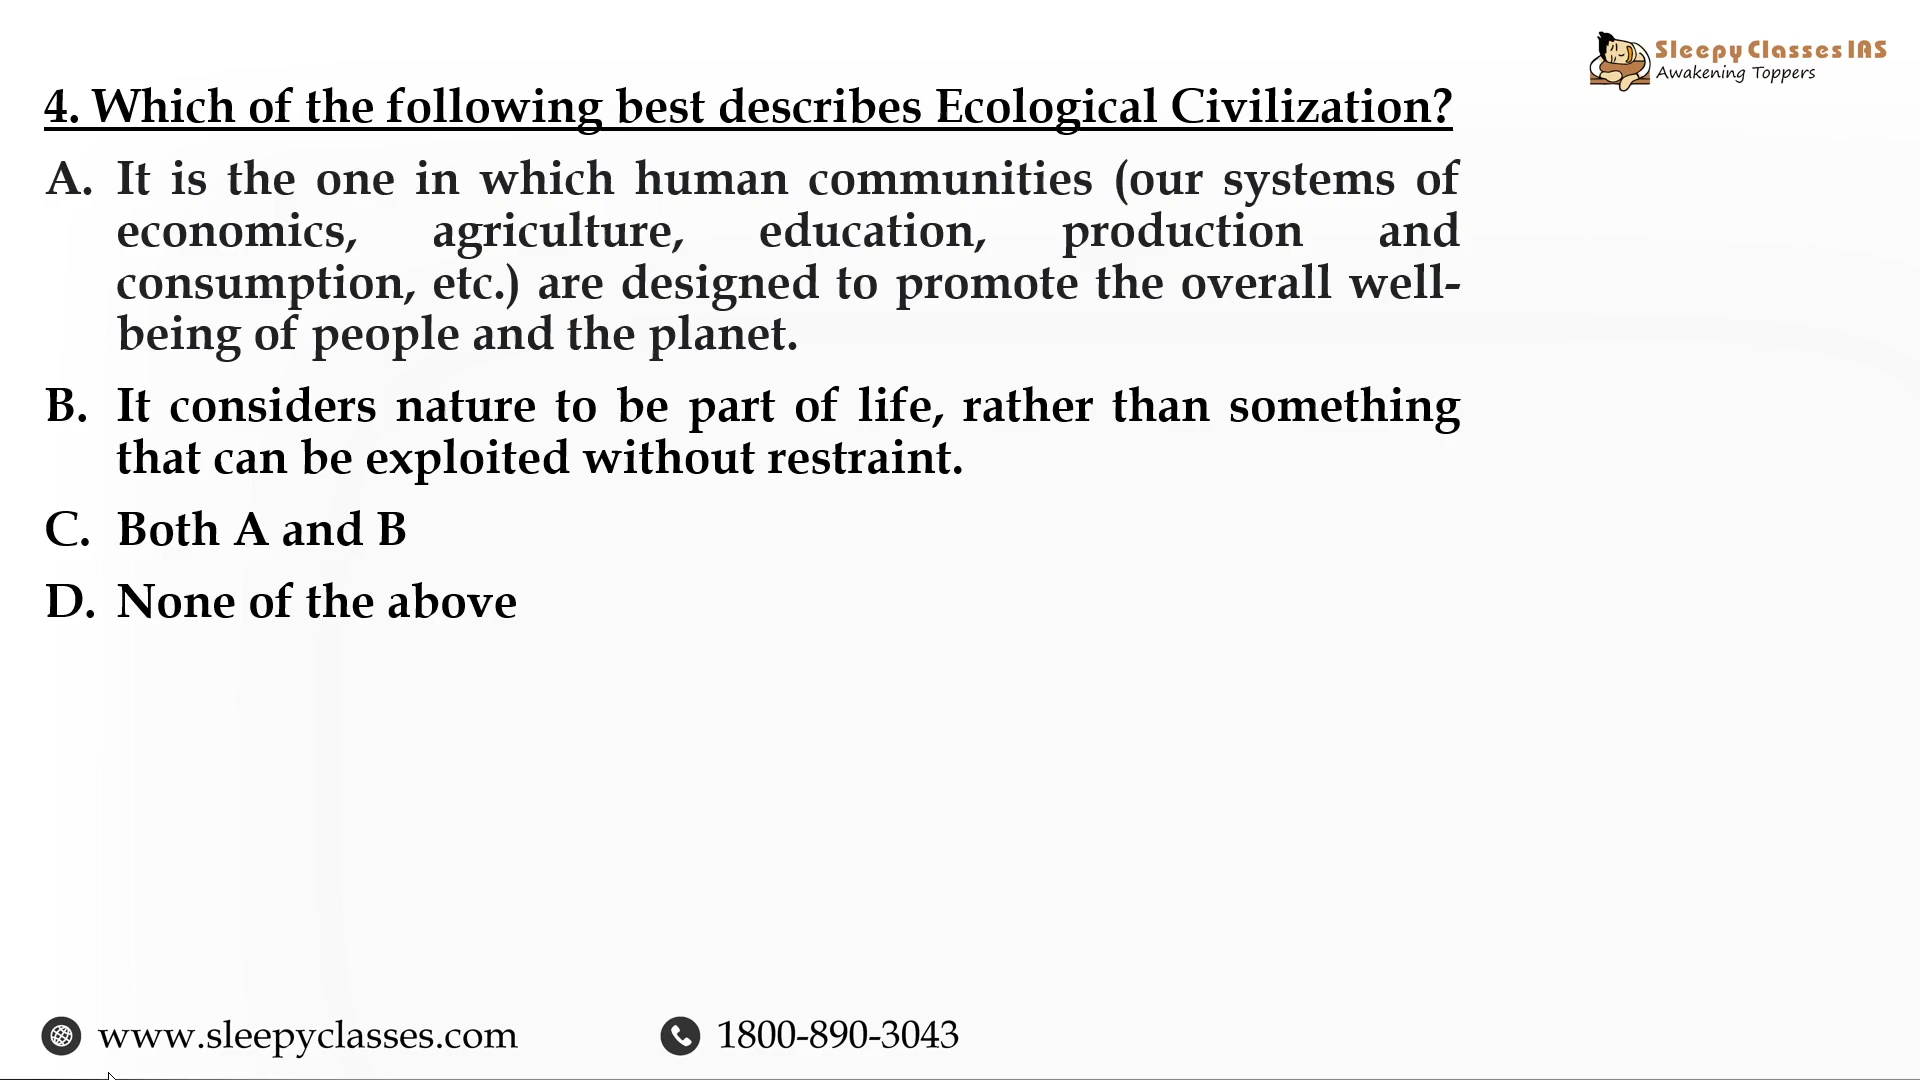 Sleepy Classes IAS
Awakening Toppers
4. Which of the following best describes Ecological Civilization?
A. It is the one in which human communities (our systems of
economics, agriculture, education, production and
consumption, etc.) are designed to promote the overall well-
being of people and the planet.
B. It considers nature to be part of life, rather than something
that can be exploited without restraint.
C. Both A and B
D. None of the above
www.sleepyclasses.com
1800-890-3043